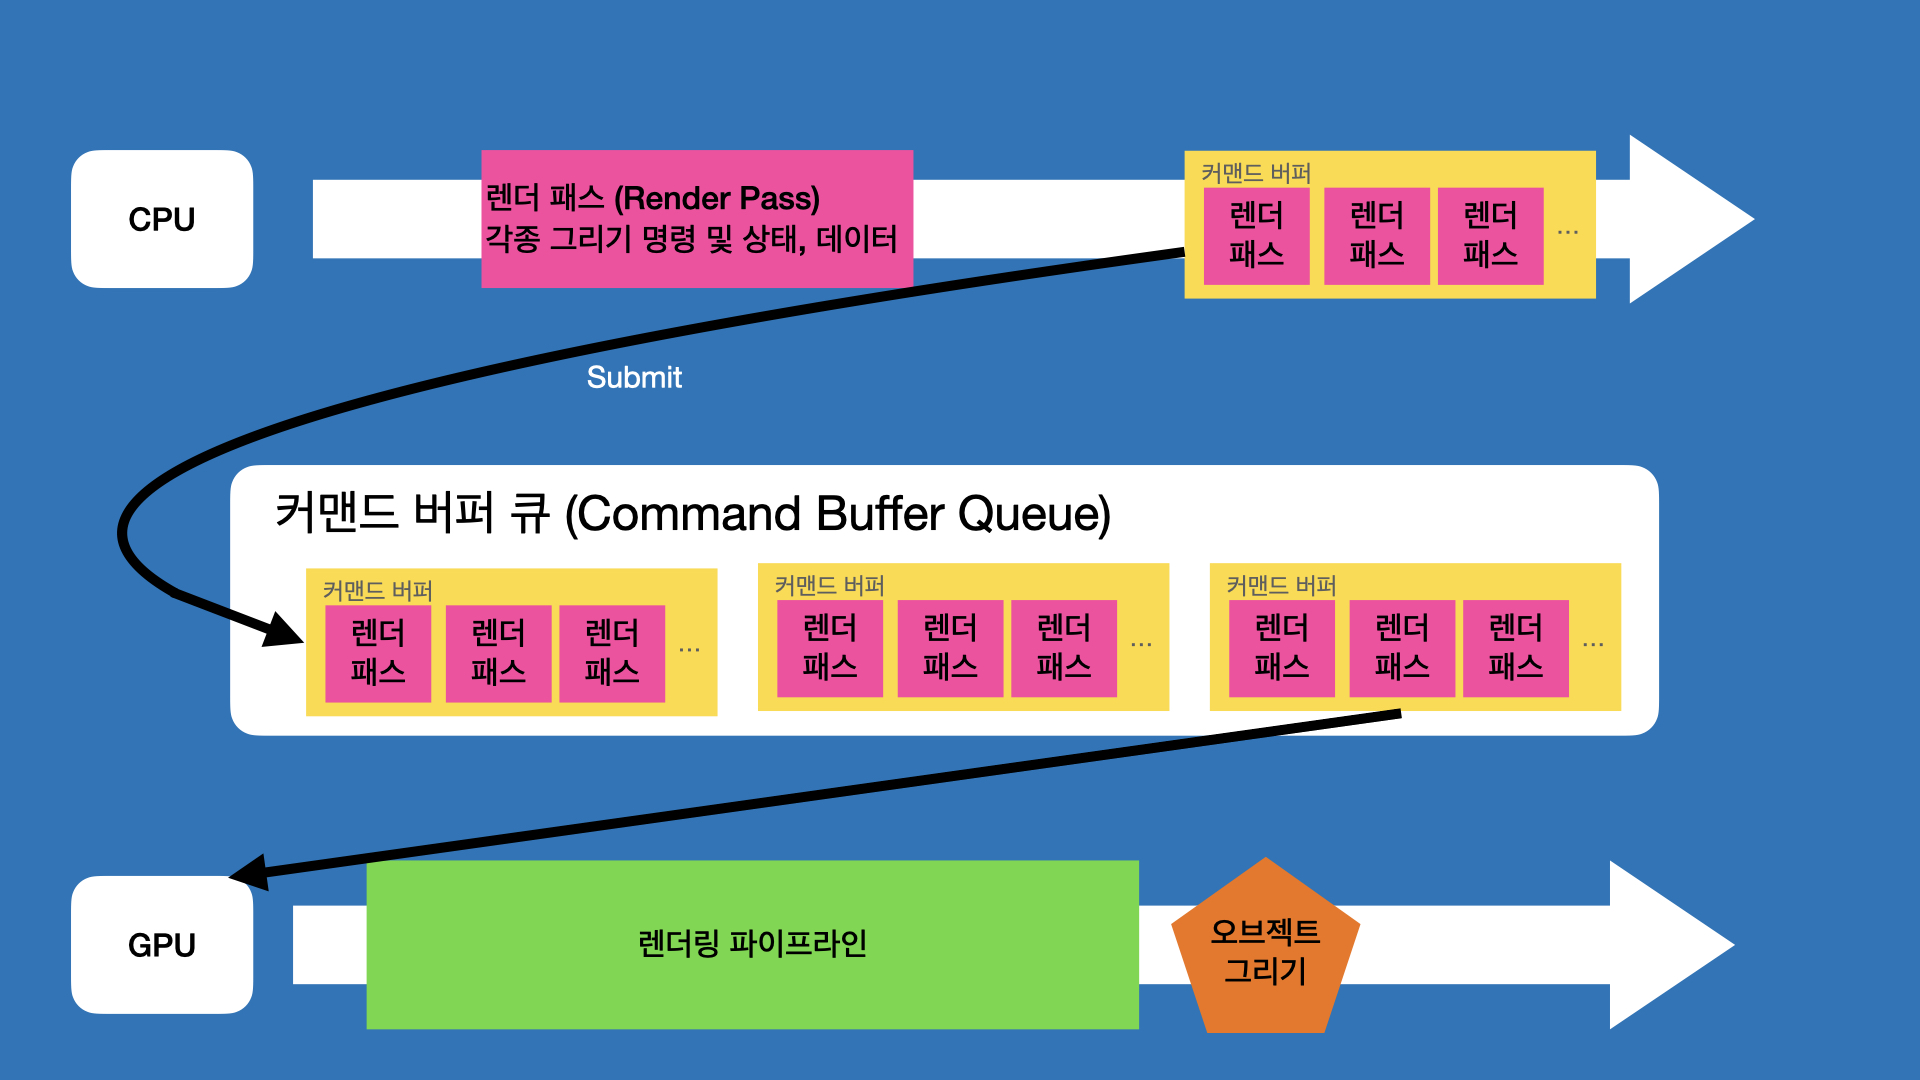 CPU
렌더 패스 (Render Pass)
각종 그리기 명령 및 상태, 데이터
커맨드 버퍼
렌더
패스
렌더
패스
렌더
패스
...
Submit
커맨드 버퍼 큐 (Command Buffer Queue)
커맨드 버퍼
렌더
패스
렌더
패스
렌더
패스
...
커맨드 버퍼
렌더
패스
렌더
패스
렌더
패스
...
커맨드 버퍼
렌더
패스
렌더
패스
렌더
패스
...
GPU
렌더링 파이프라인
오브젝트
그리기